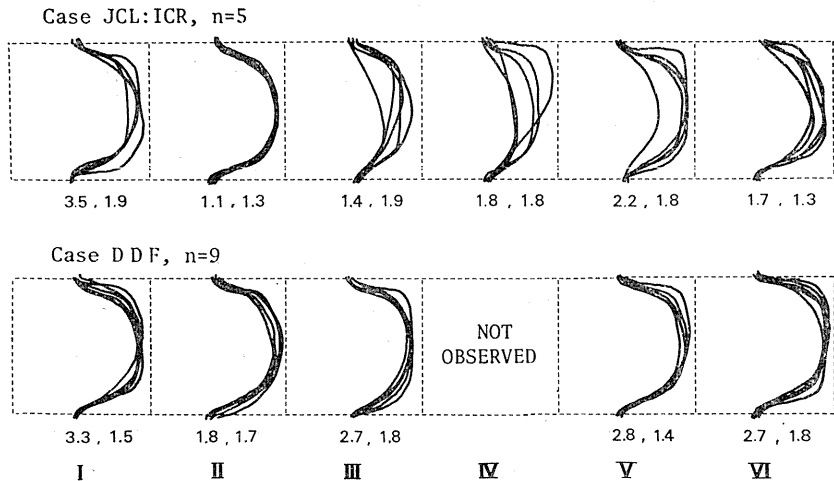 Case JCL:ICR, n=5
3.5 , 1.9 1.1 , 1.3 1.4 , 1.9 1.8 , 1.8 2.2 , 1.8 1.7 , 1.3
Case D D F, n=9
NOT
OBSERVED
3.3 , 1.5 1.8 , 1.7 2.7 , 1.8 2.8 , 1.4 2.7 , 1.8
I II III IV V VI